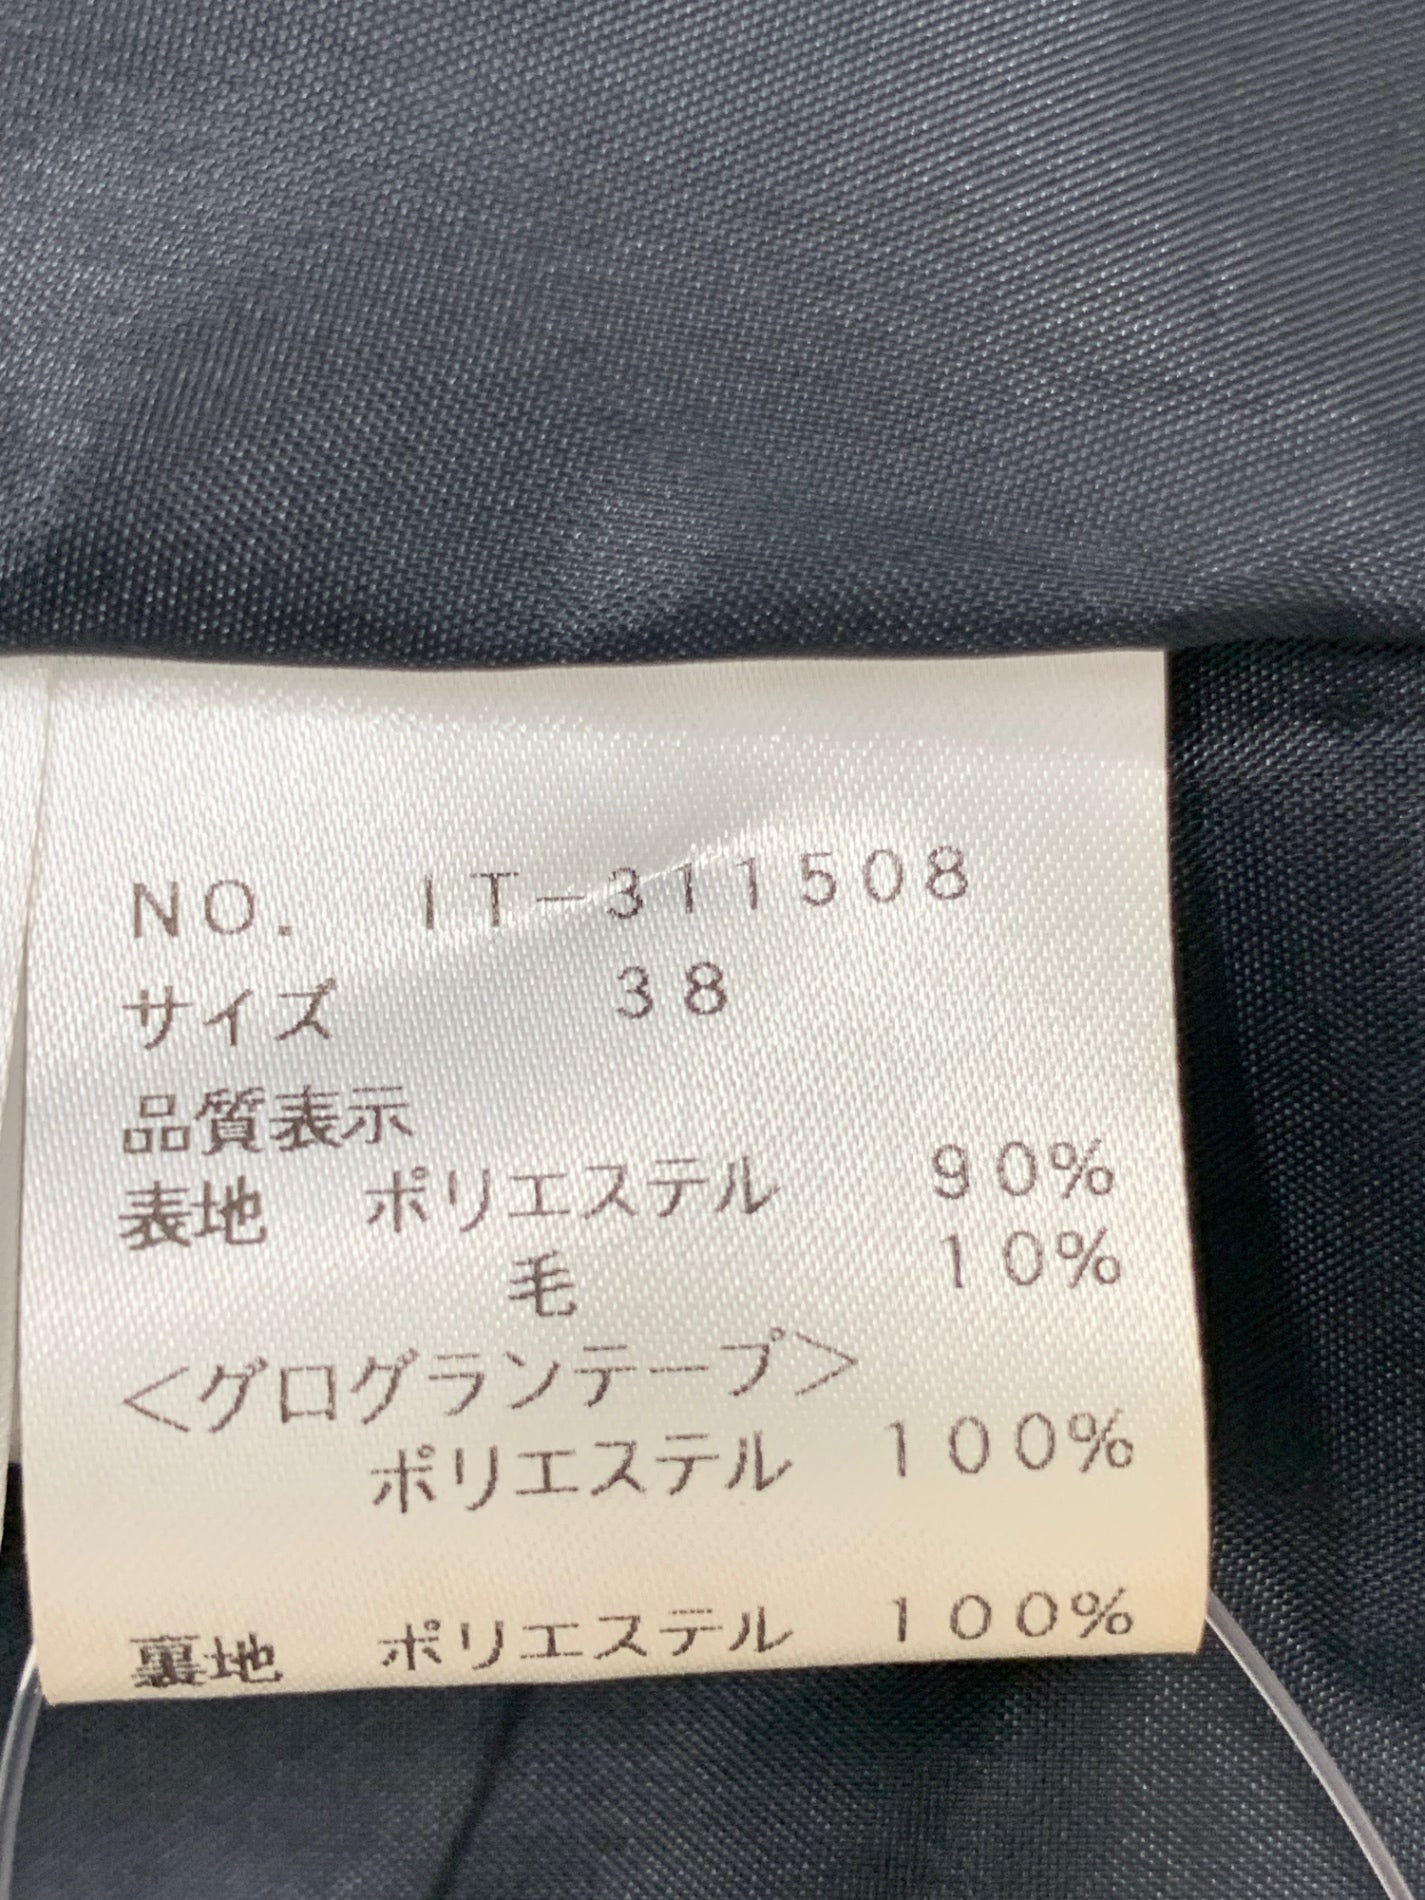 NO. IT-311508
サイズ 38
品質表示
表地 ポリエステル 90%
毛 10%
<グログランテープ>
ポリエステル 100%
裏地 ポリエステル 100%